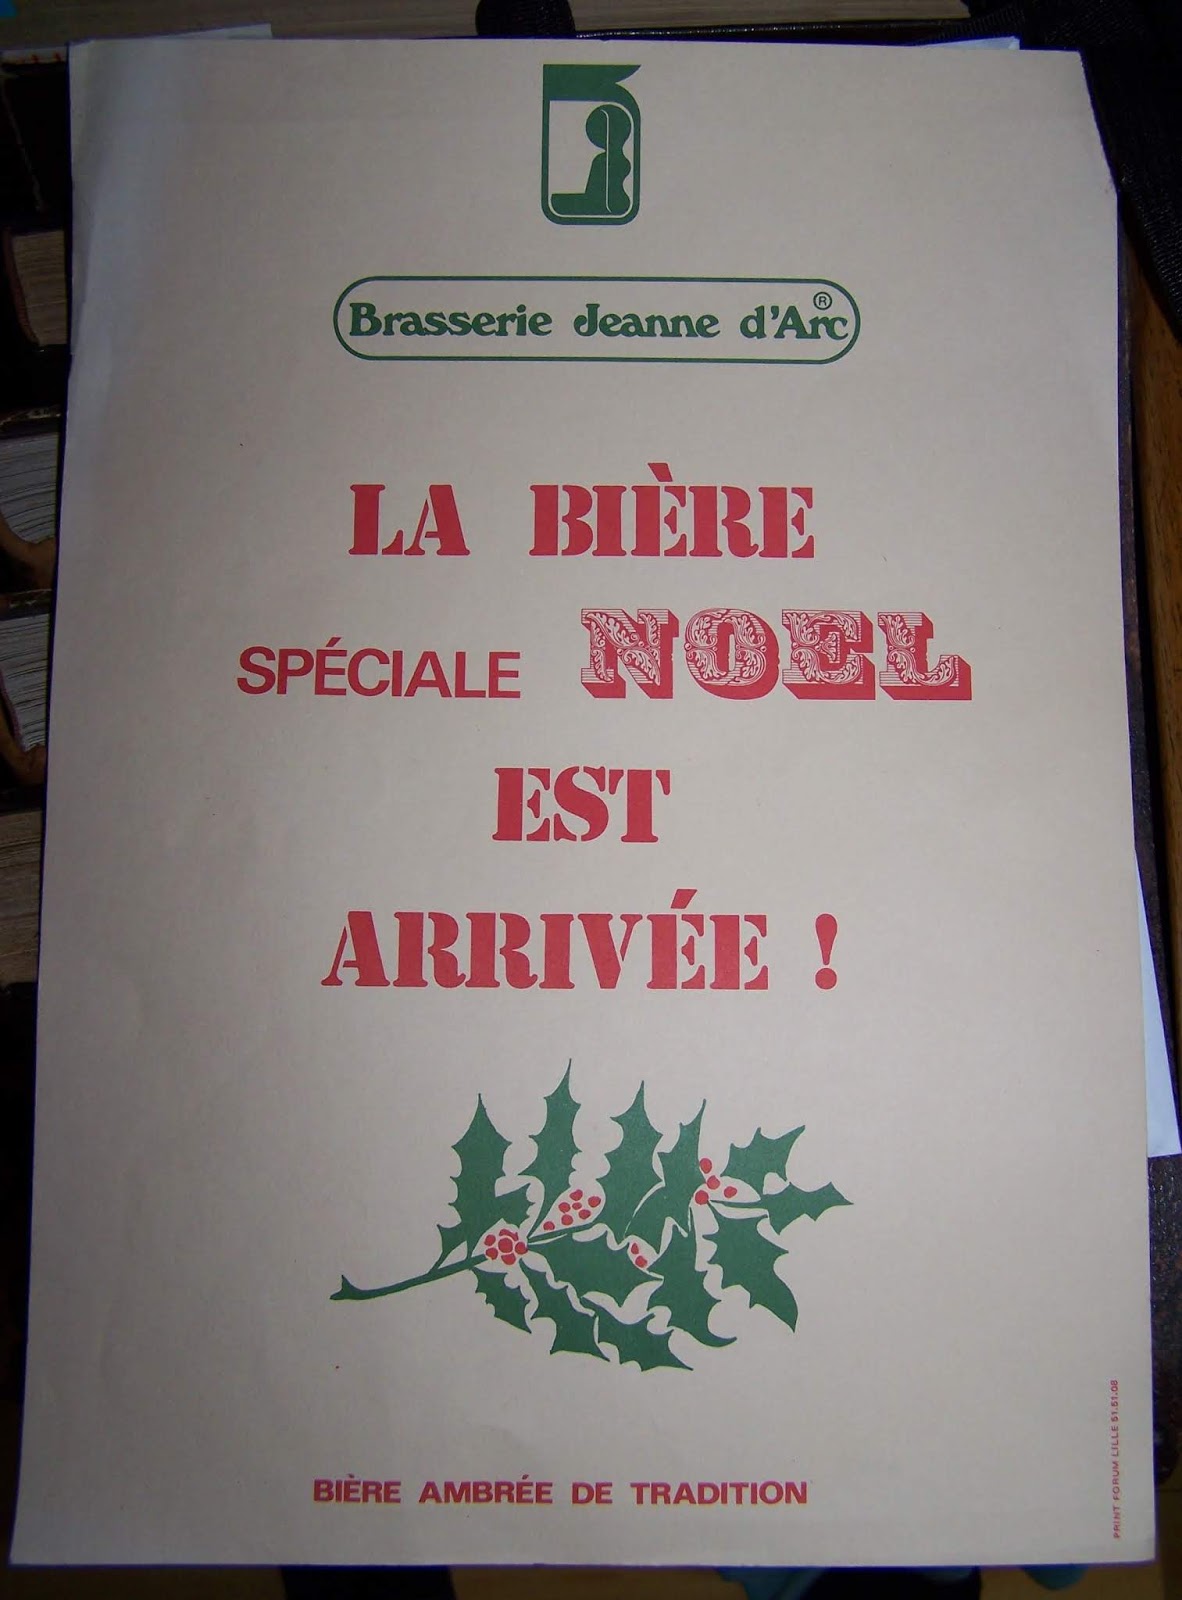 Brasserie Jeanne d'Arc ®
LA BIÈRE
SPÉCIALE NOEL
EST
ARRIVÉE !
BIÈRE AMBRÉE DE TRADITION
PRINT FORUM LILLE 51.51.08